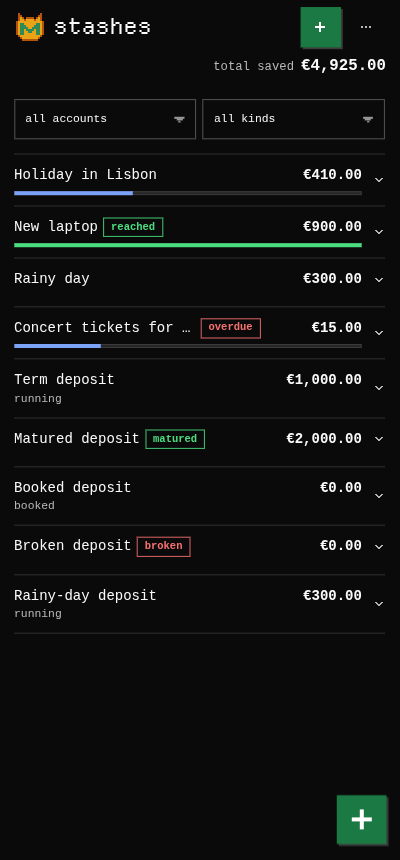 stashes
total saved €4,925.00
all accounts all kinds
Holiday in Lisbon €410.00
New laptop reached €900.00
Rainy day €300.00
Concert tickets for … overdue €15.00
Term deposit €1,000.00
running
Matured deposit matured €2,000.00
Booked deposit €0.00
booked
Broken deposit broken €0.00
Rainy-day deposit €300.00
running